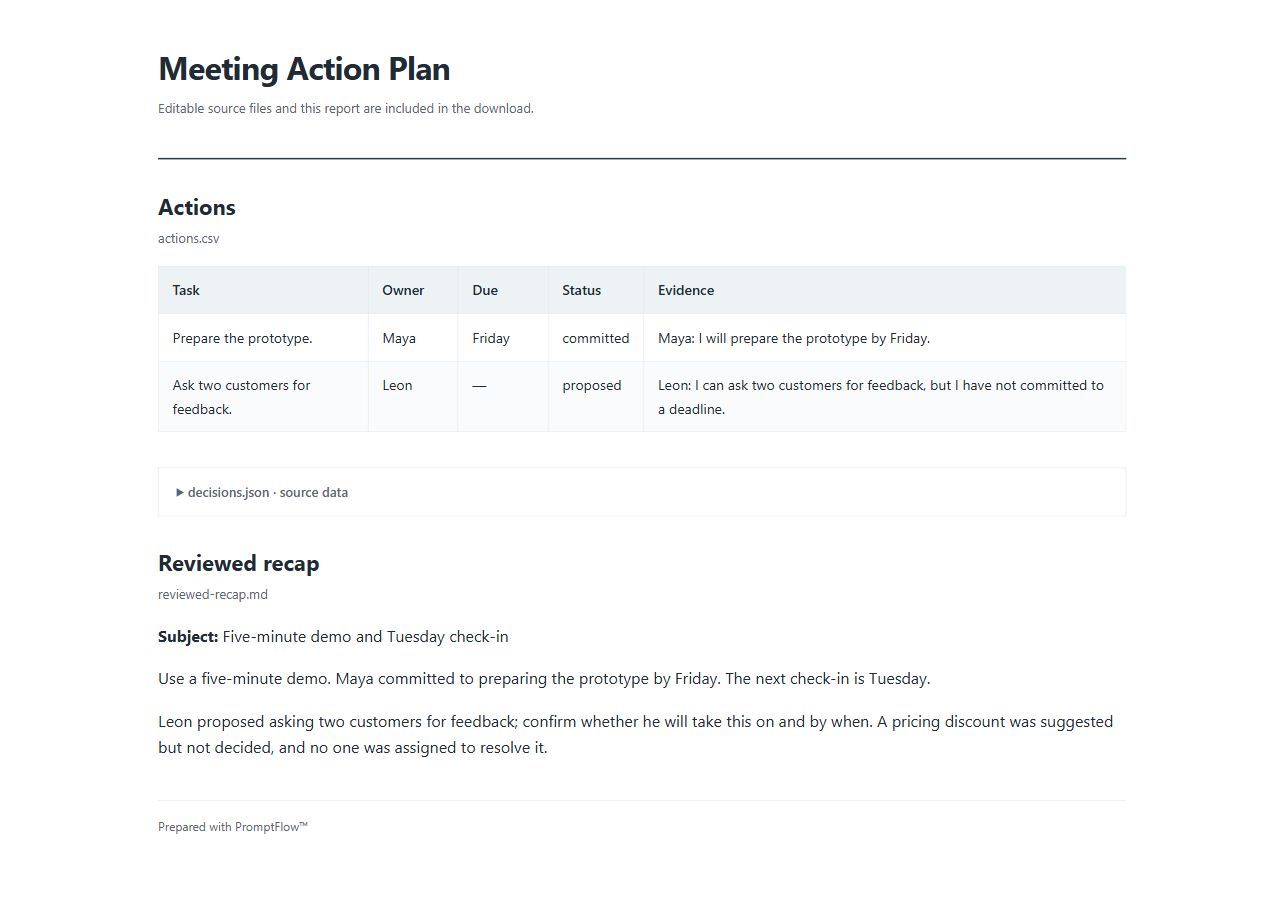 Meeting Action Plan
Editable source files and this report are included in the download.
Actions
actions.csv
Task Owner Due Status Evidence
Prepare the prototype. Maya Friday committed Maya: I will prepare the prototype by Friday.
Ask two customers for feedback. Leon — proposed Leon: I can ask two customers for feedback, but I have not committed to a deadline.
▶ decisions.json · source data
Reviewed recap
reviewed-recap.md
Subject: Five-minute demo and Tuesday check-in
Use a five-minute demo. Maya committed to preparing the prototype by Friday. The next check-in is Tuesday.
Leon proposed asking two customers for feedback; confirm whether he will take this on and by when. A pricing discount was suggested
but not decided, and no one was assigned to resolve it.
Prepared with PromptFlow™